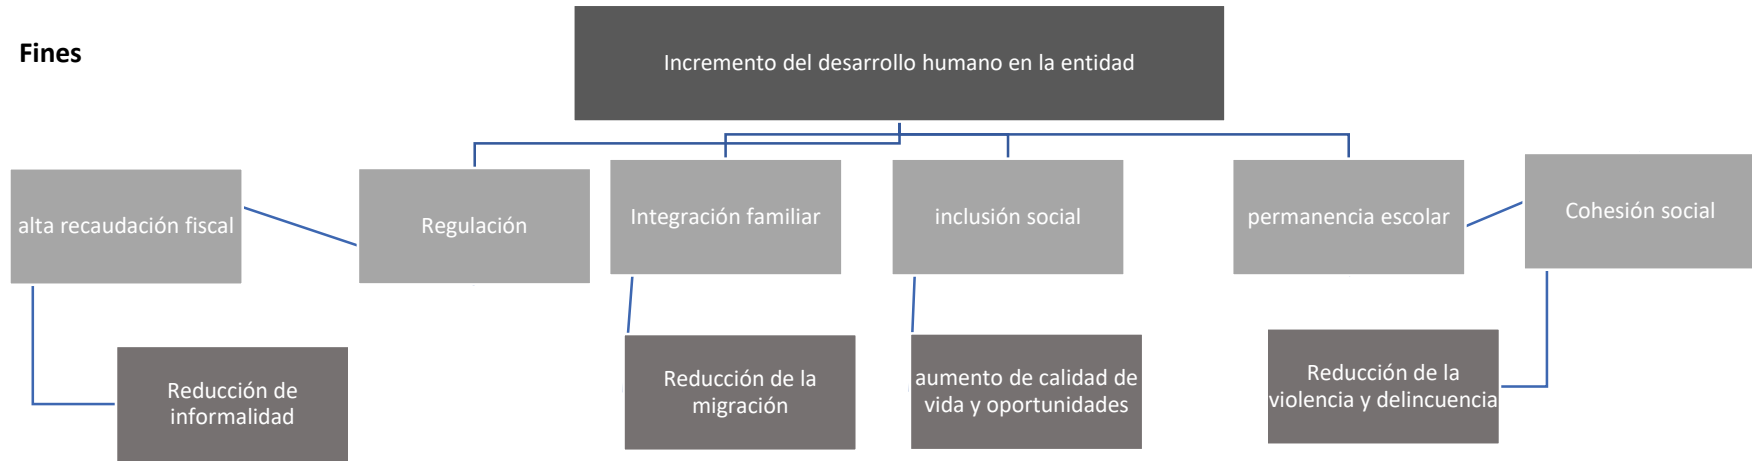 Fines
Incremento del desarrollo humano en la entidad
alta recaudación fiscal
Regulación
Integración familiar
inclusión social
permanencia escolar
Cohesión social
Reducción de
informalidad
Reducción de la
migración
aumento de calidad de
vida y oportunidades
Reducción de la
violencia y delincuencia